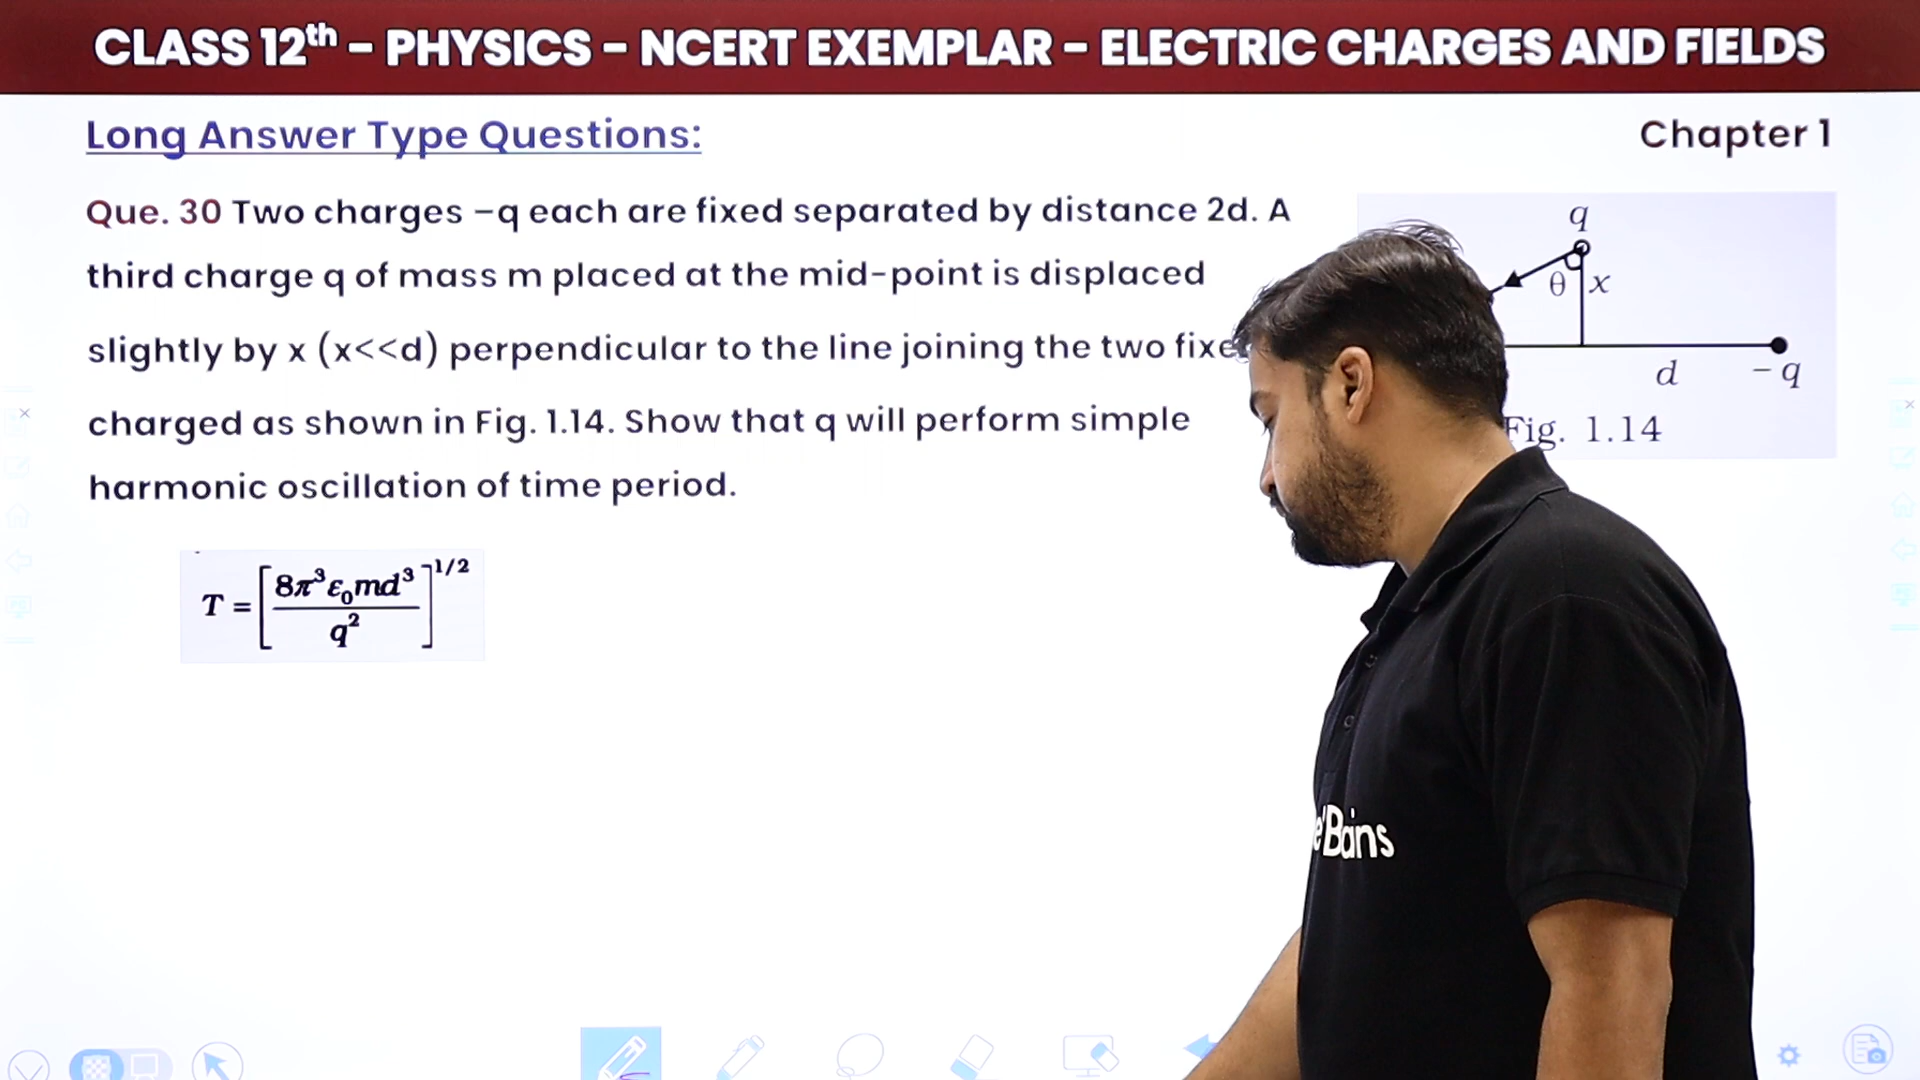 CLASS 12th – PHYSICS – NCERT EXEMPLAR – ELECTRIC CHARGES AND FIELDS
Long Answer Type Questions:
Chapter 1
Que. 30 Two charges –q each are fixed separated by distance 2d. A
third charge q of mass m placed at the mid-point is displaced
slightly by x (x<<d) perpendicular to the line joining the two fixe
charged as shown in Fig. 1.14. Show that q will perform simple
harmonic oscillation of time period.
q
θ x
d – q
Fig. 1.14
T = [8π³ε₀md³ / q²]^1/2
Bains